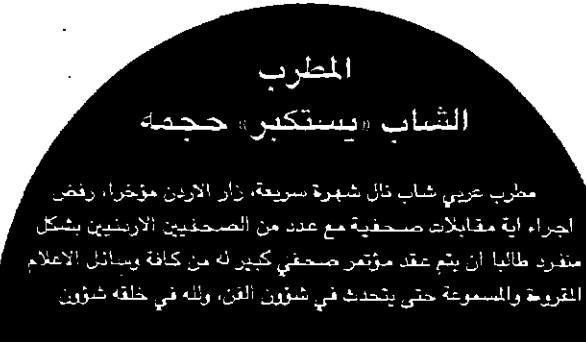 المطرب
الشاب «يستكبر» حجمه
مطرب عربي شاب نال شهرة سريعة، زار الاردن مؤخرا، رفض
اجراء اية مقابلات صحفية مع عدد من الصحفيين الاردنيين بشكل
منفرد طالبا ان يتم عقد مؤتمر صحفي كبير له من كافة وسائل الاعلام
المقروءة والمسموعة حتى يتحدث في شؤون الفن، ولله في خلقه شؤون